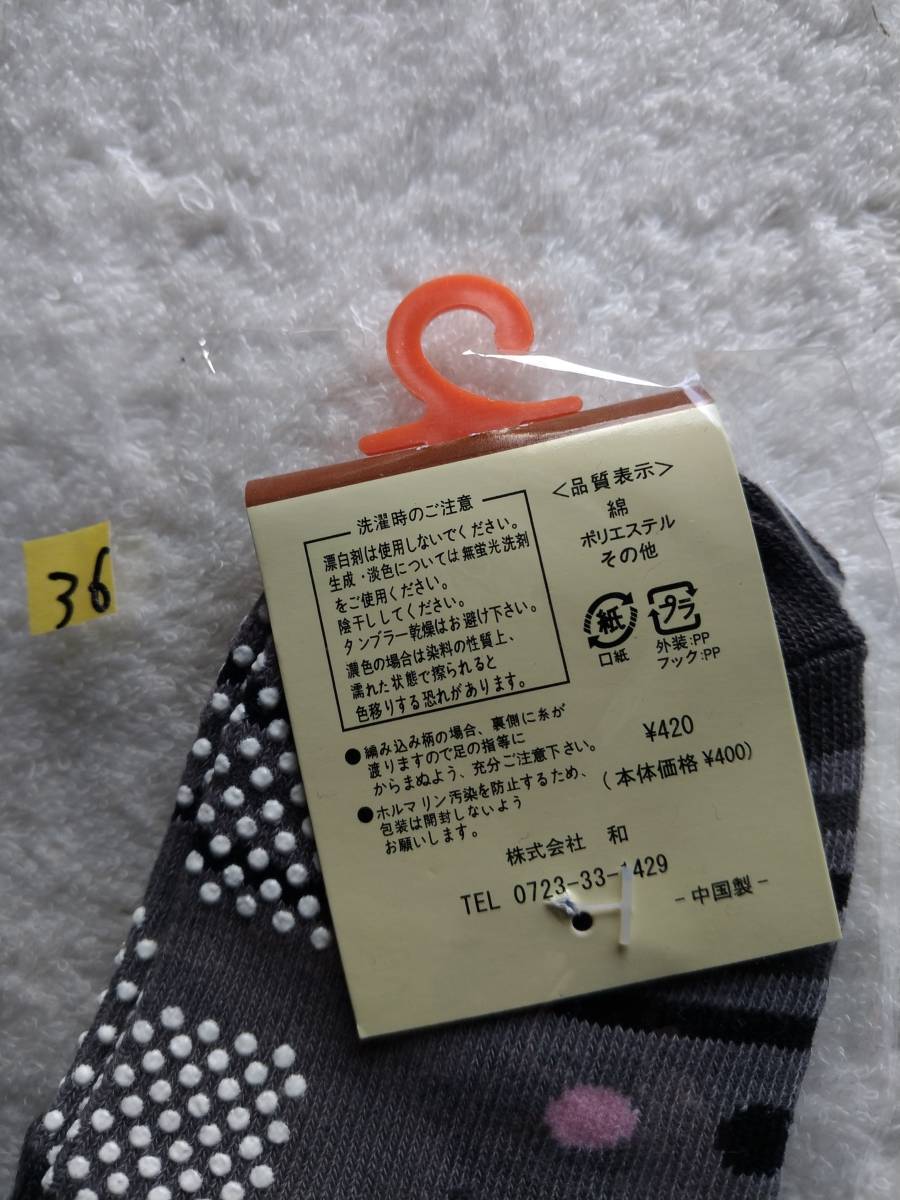 36
洗濯時のご注意
漂白剤は使用しないでください。
生成・淡色については無蛍光洗剤
をご使用ください。
陰干ししてください。
タンブラー乾燥はお避け下さい。
濃色の場合は染料の性質上、
濡れた状態で擦られると
色移りする恐れがあります。
●編み込み柄の場合、裏側に糸が
渡りますので足の指等に
からまぬよう、充分ご注意下さい。
●ホルマリン汚染を防止するため、
包装は開封しないよう
お願いします。
＜品質表示＞
綿
ポリエステル
その他
紙
口紙
プラ
外装:PP
フック:PP
¥420
(本体価格 ¥400)
株式会社 和
TEL 0723-33-1429
-中国製-